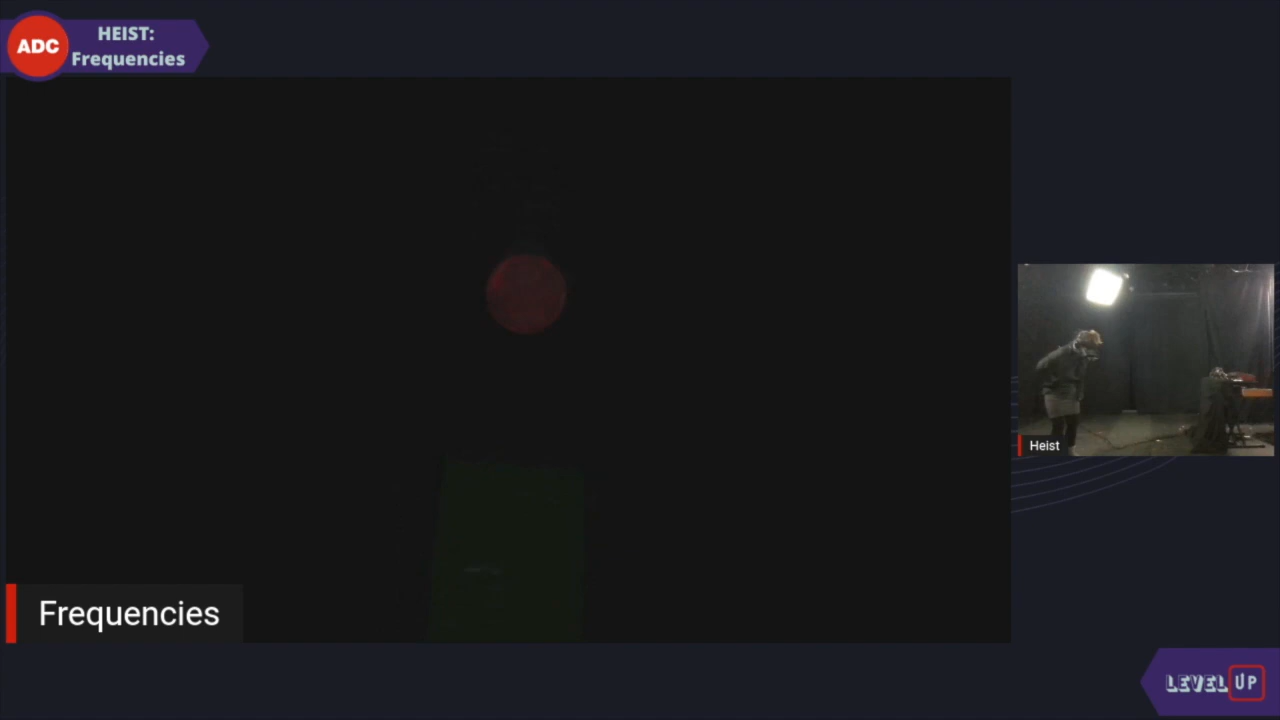 ADC
HEIST:
Frequencies
Heist
Frequencies
LEVEL UP